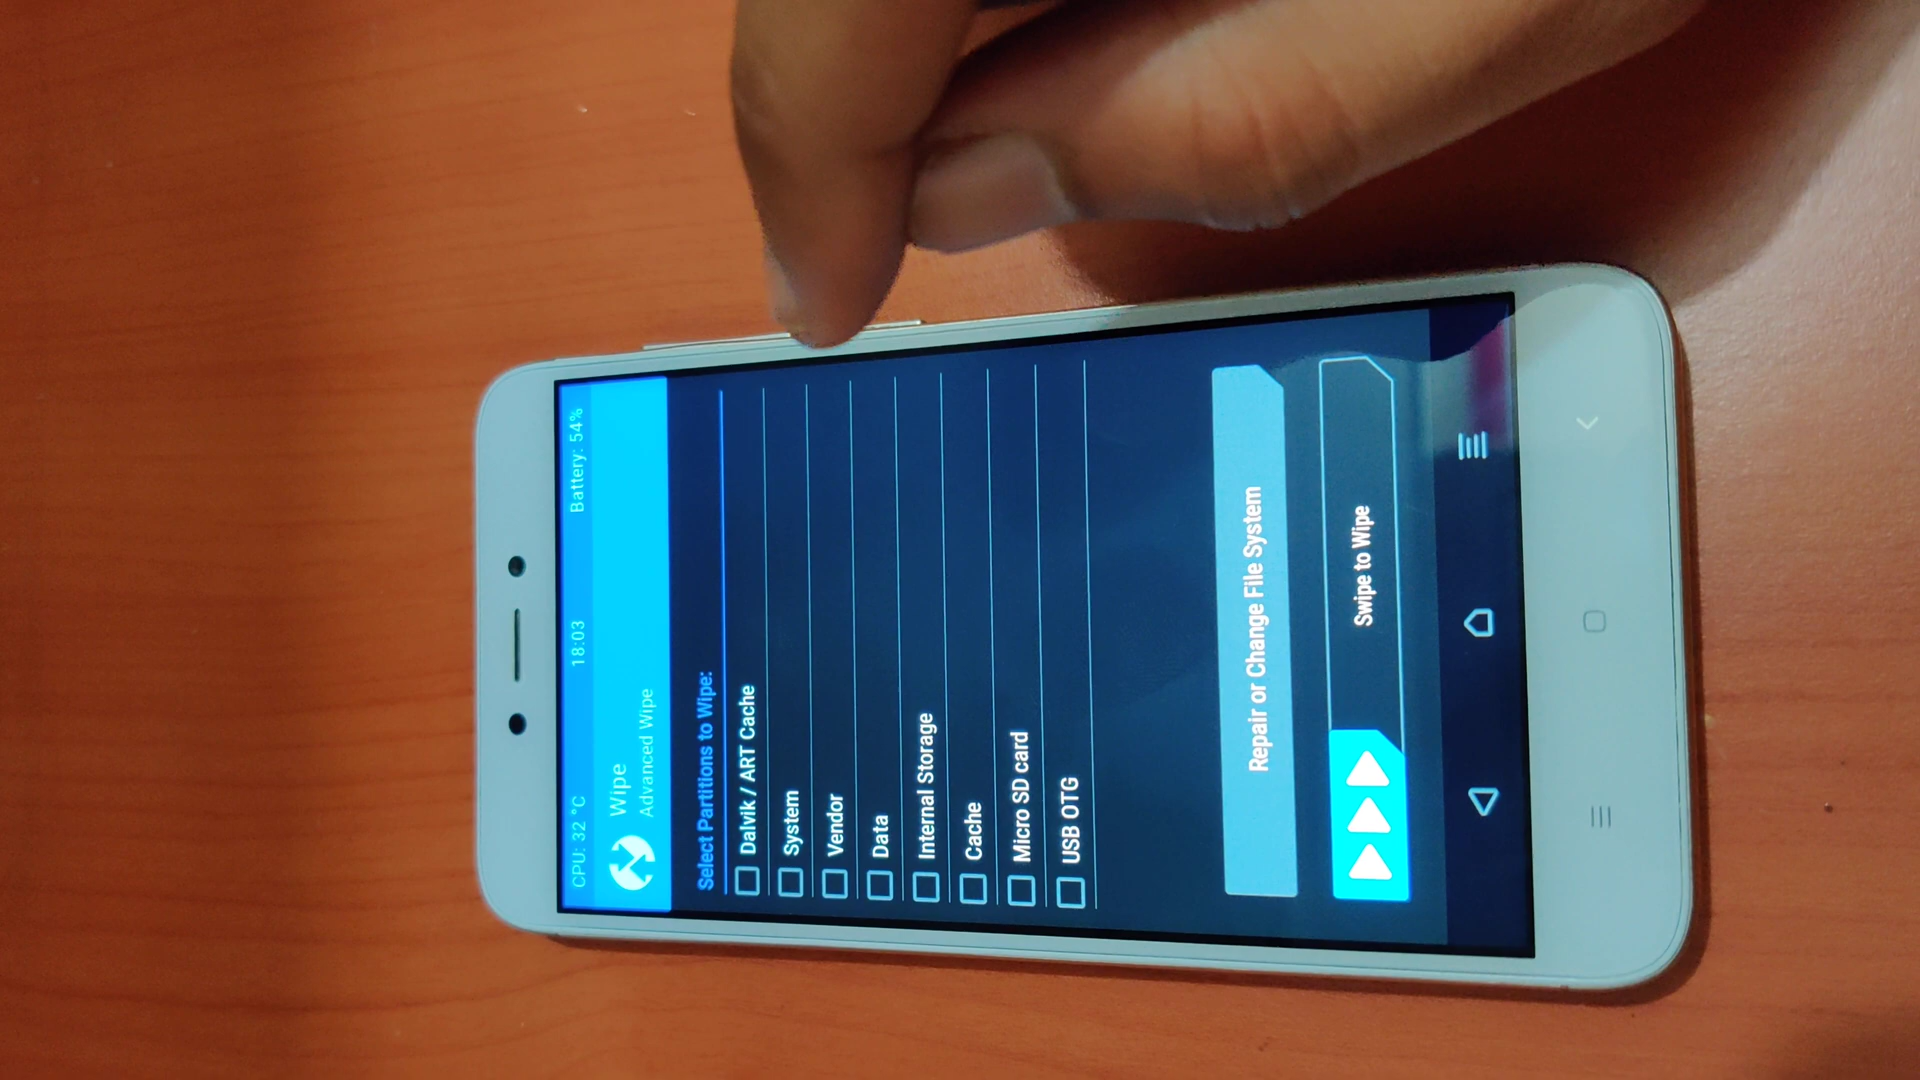 CPU: 32 °C 18:03 Battery: 54%
Wipe
Advanced Wipe
Select Partitions to Wipe:
Dalvik / ART Cache
System
Vendor
Data
Internal Storage
Cache
Micro SD card
USB OTG
Repair or Change File System
Swipe to Wipe